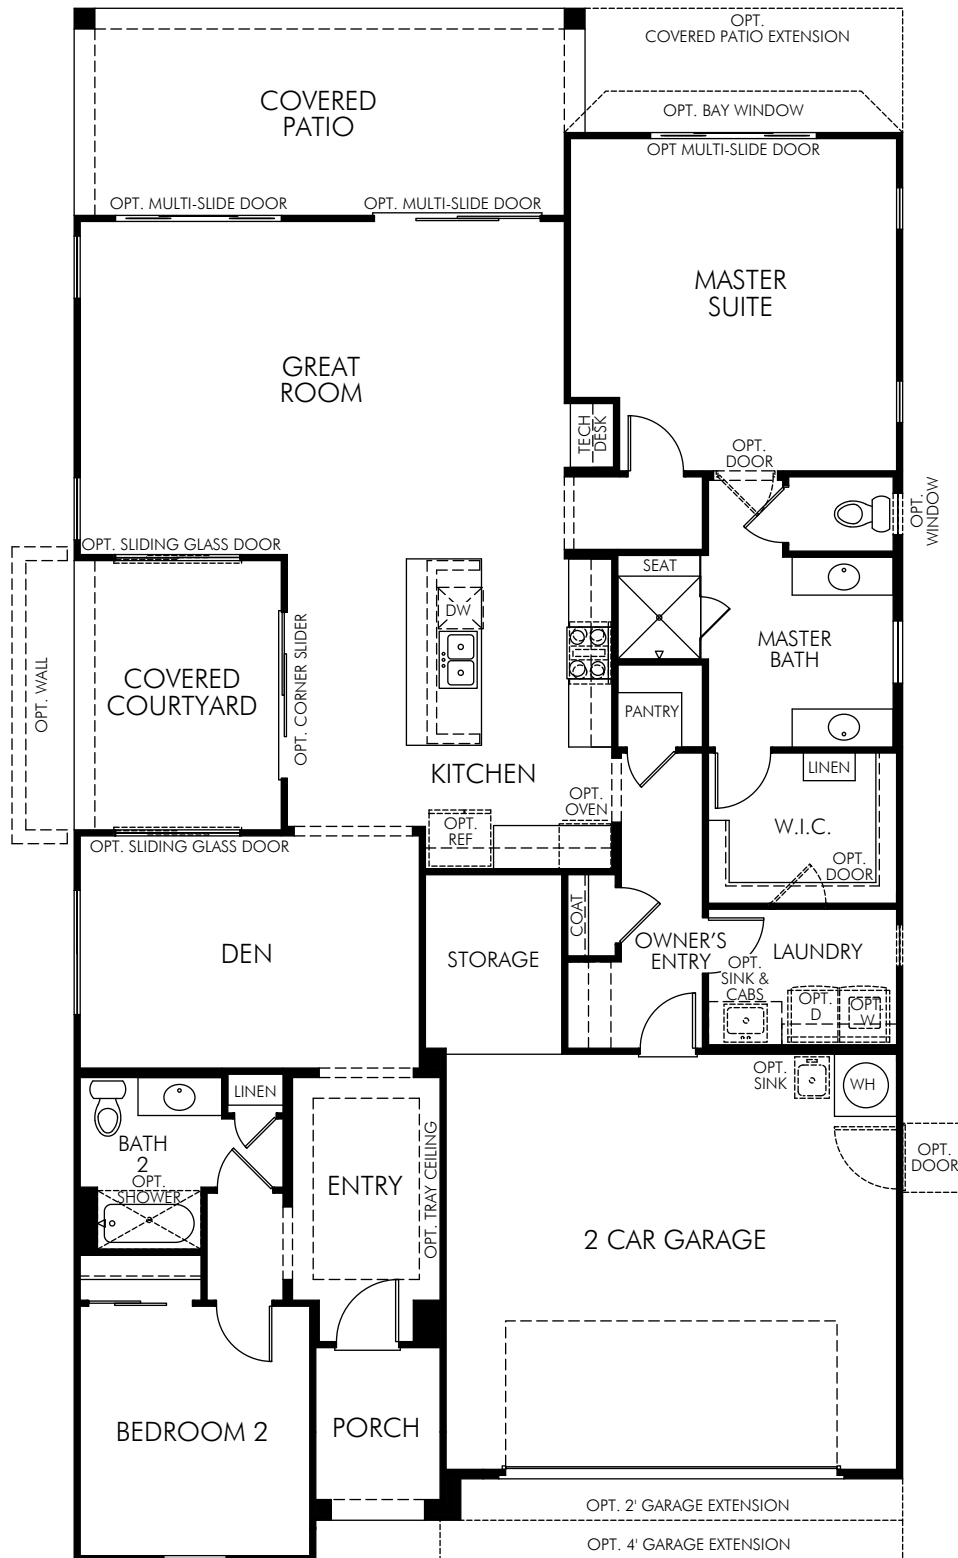 OPT.
COVERED PATIO EXTENSION
COVERED
PATIO
OPT. BAY WINDOW
OPT MULTI-SLIDE DOOR
OPT. MULTI-SLIDE DOOR
OPT. MULTI-SLIDE DOOR
MASTER
SUITE
GREAT
ROOM
TECH
DESK
OPT.
DOOR
OPT.
WINDOW
OPT. SLIDING GLASS DOOR
SEAT
DW
OPT. WALL
COVERED
COURTYARD
OPT. CORNER SLIDER
MASTER
BATH
PANTRY
KITCHEN
LINEN
OPT.
OVEN
OPT.
REF
W.I.C.
OPT.
DOOR
OPT. SLIDING GLASS DOOR
DEN
STORAGE
COAT
OWNER'S
ENTRY
LAUNDRY
OPT.
SINK &
CABS
OPT.
D
OPT.
W
OPT.
SINK
WH
LINEN
BATH
2
OPT.
SHOWER
ENTRY
OPT. TRAY CEILING
OPT.
DOOR
2 CAR GARAGE
BEDROOM 2
PORCH
OPT. 2' GARAGE EXTENSION
OPT. 4' GARAGE EXTENSION